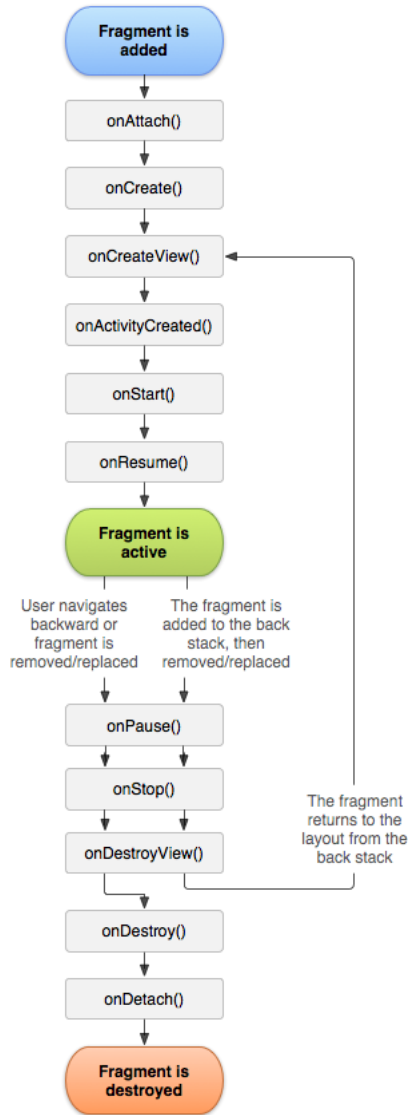 Fragment is
added
onAttach()
onCreate()
onCreateView()
onActivityCreated()
onStart()
onResume()
Fragment is
active
User navigates
backward or
fragment is
removed/replaced
The fragment is
added to the back
stack, then
removed/replaced
onPause()
onStop()
onDestroyView()
The fragment
returns to the
layout from the
back stack
onDestroy()
onDetach()
Fragment is
destroyed